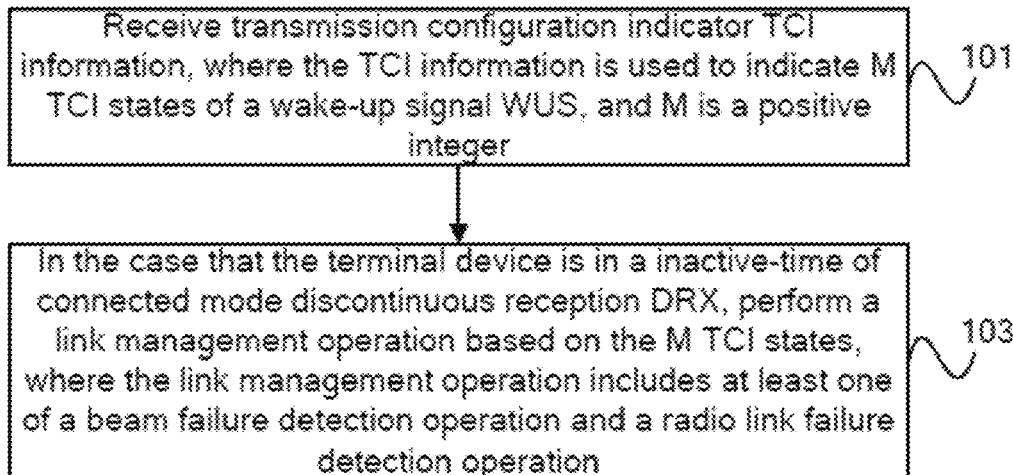 Receive transmission configuration indicator TCI
information, where the TCI information is used to indicate M
TCI states of a wake-up signal WUS, and M is a positive
integer
101
In the case that the terminal device is in a inactive-time of
connected mode discontinuous reception DRX, perform a
link management operation based on the M TCI states,
where the link management operation includes at least one
of a beam failure detection operation and a radio link failure
detection operation
103